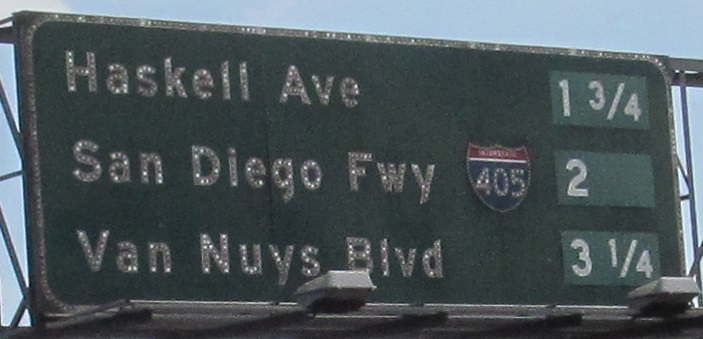 Haskell Ave 1 3/4
San Diego Fwy INTERSTATE 405 2
Van Nuys Blvd 3 1/4